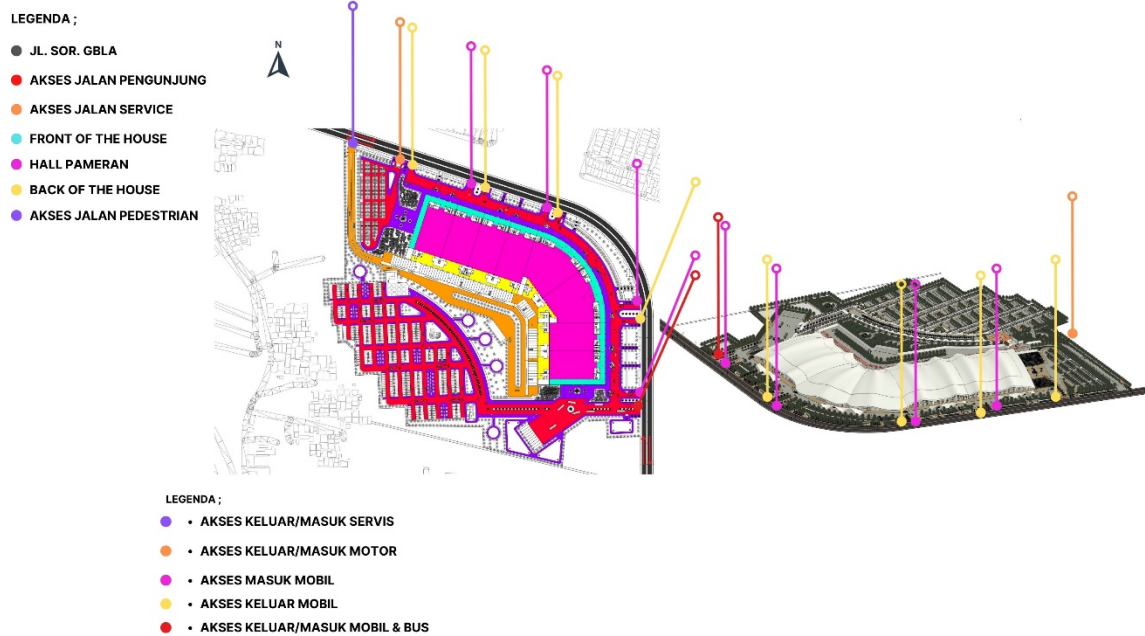 LEGENDA ;
JL. SOR. GBLA
AKSES JALAN PENGUNJUNG
AKSES JALAN SERVICE
FRONT OF THE HOUSE
HALL PAMERAN
BACK OF THE HOUSE
AKSES JALAN PEDESTRIAN
N
LEGENDA ;
• AKSES KELUAR/MASUK SERVIS
• AKSES KELUAR/MASUK MOTOR
• AKSES MASUK MOBIL
• AKSES KELUAR MOBIL
• AKSES KELUAR/MASUK MOBIL & BUS